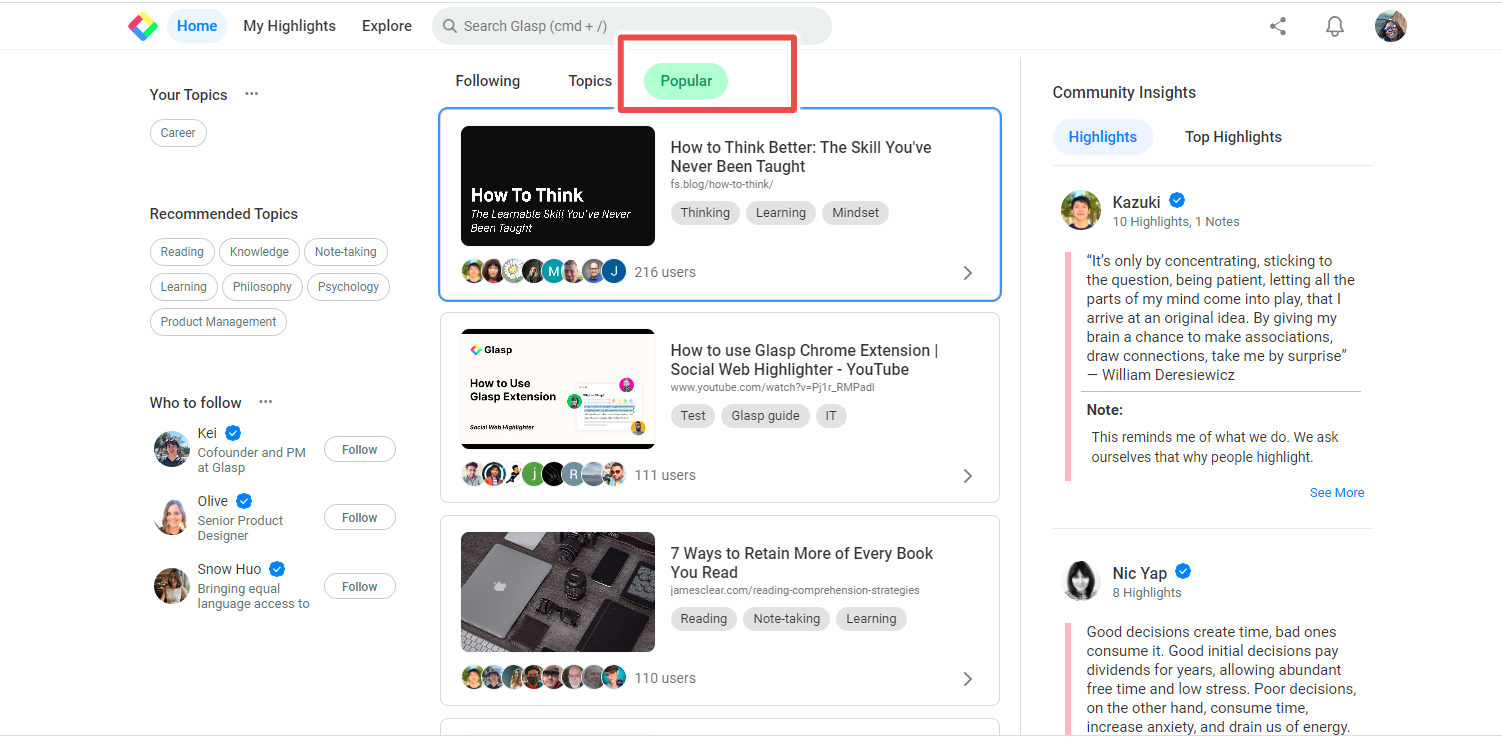 Home
My Highlights
Explore
Search Glasp (cmd + /)
Your Topics
Career
Recommended Topics
Reading
Knowledge
Note-taking
Learning
Philosophy
Psychology
Product Management
Who to follow
Kei
Cofounder and PM
at Glasp
Follow
Olive
Senior Product
Designer
Follow
Snow Huo
Bringing equal
language access to
Follow
Following
Topics
Popular
How To Think
The Learnable Skill You've Never
Been Taught
How to Think Better: The Skill You've
Never Been Taught
fs.blog/how-to-think/
Thinking
Learning
Mindset
M
J
216 users
Glasp
How to Use
Glasp Extension
Social Web Highlighter
How to use Glasp Chrome Extension |
Social Web Highlighter - YouTube
www.youtube.com/watch?v=Pj1r_RMPadI
Test
Glasp guide
IT
j
R
111 users
7 Ways to Retain More of Every Book
You Read
jamesclear.com/reading-comprehension-strategies
Reading
Note-taking
Learning
110 users
Community Insights
Highlights
Top Highlights
Kazuki
10 Highlights, 1 Notes
“It’s only by concentrating, sticking to
the question, being patient, letting all the
parts of my mind come into play, that I
arrive at an original idea. By giving my
brain a chance to make associations,
draw connections, take me by surprise”
— William Deresiewicz
Note:
This reminds me of what we do. We ask
ourselves that why people highlight.
See More
Nic Yap
8 Highlights
Good decisions create time, bad ones
consume it. Good initial decisions pay
dividends for years, allowing abundant
free time and low stress. Poor decisions,
on the other hand, consume time,
increase anxiety, and drain us of energy.